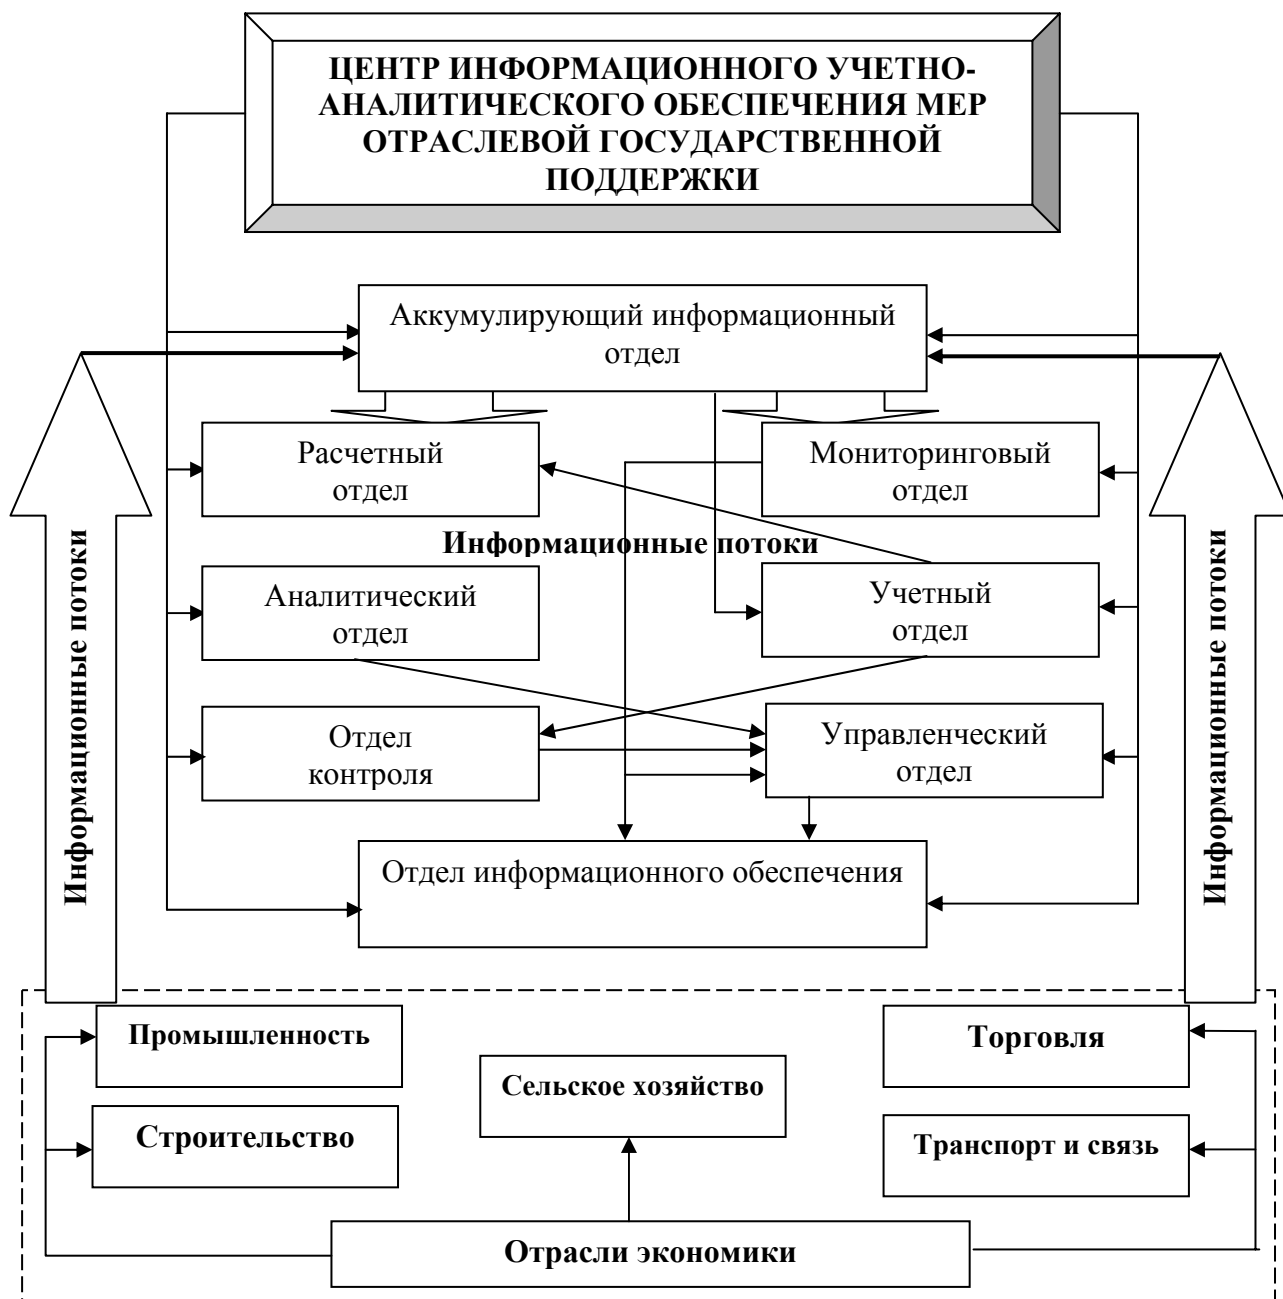 ЦЕНТР ИНФОРМАЦИОННОГО УЧЕТНО-
АНАЛИТИЧЕСКОГО ОБЕСПЕЧЕНИЯ МЕР
ОТРАСЛЕВОЙ ГОСУДАРСТВЕННОЙ
ПОДДЕРЖКИ
Аккумулирующий информационный
отдел
Расчетный
отдел
Мониторинговый
отдел
Информационные потоки
Аналитический
отдел
Учетный
отдел
Отдел
контроля
Управленческий
отдел
Отдел информационного обеспечения
Информационные потоки
Информационные потоки
Промышленность
Торговля
Сельское хозяйство
Строительство
Транспорт и связь
Отрасли экономики